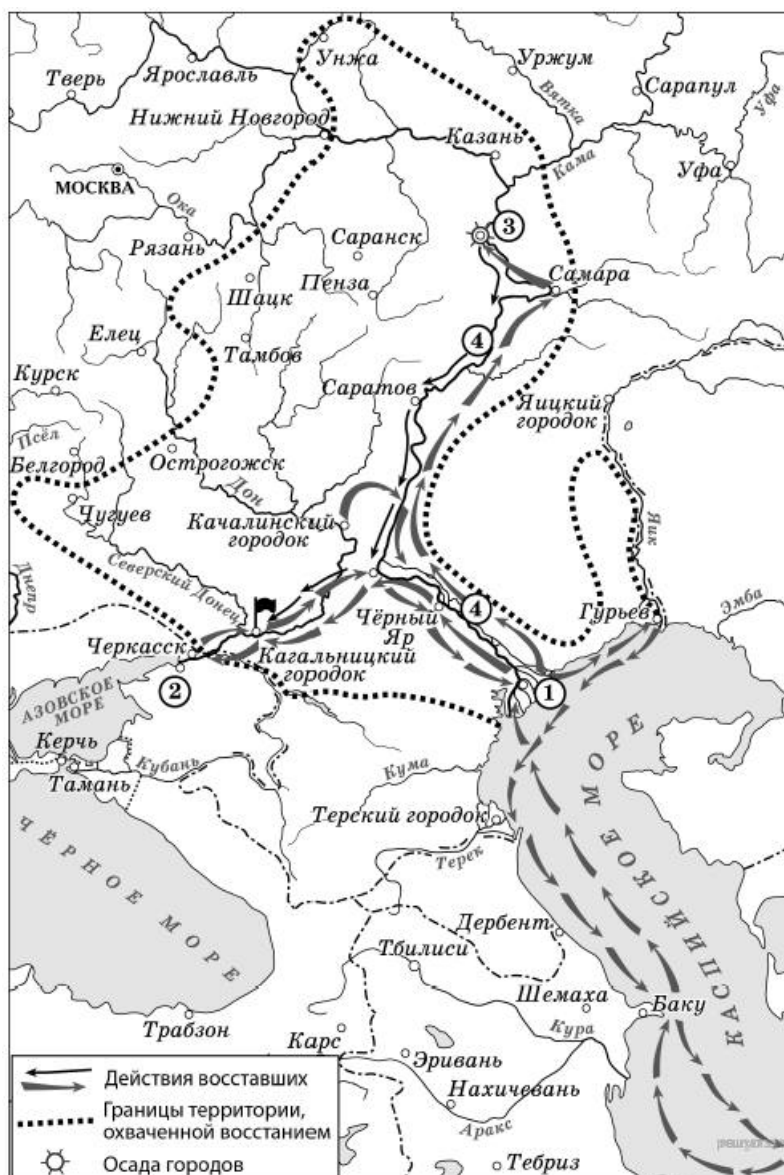 Унжа
Уржум
Ярославль
Тверь
Вятка
Сарапул
Уфа
Нижний Новгород
Казань
МОСКВА
Кама
Уфа
Ока
3
Рязань
Саранск
Самара
Шацк
Пенза
Елец
4
Тамбов
Курск
Саратов
Яицкий
городок
Псёл
Белгород
Острогожск
Дон
Чугуев
Качалинский
городок
Яик
Днепр
Северский Донец
4
Чёрный
Яр
Гурьев
Эмба
Черкасск
Кагальницкий
городок
2
1
АЗОВСКОЕ
МОРЕ
Керчь
Кубань
Кума
Тамань
Терский городок
Терек
КАСПИЙСКОЕ МОРЕ
ЧЁРНОЕ МОРЕ
Дербент
Тбилиси
Шемаха
Баку
Трабзон
Карс
Кура
Эривань
Нахичевань
Аракс
Тебриз
Действия восставших
Границы территории,
охваченной восстанием
Осада городов